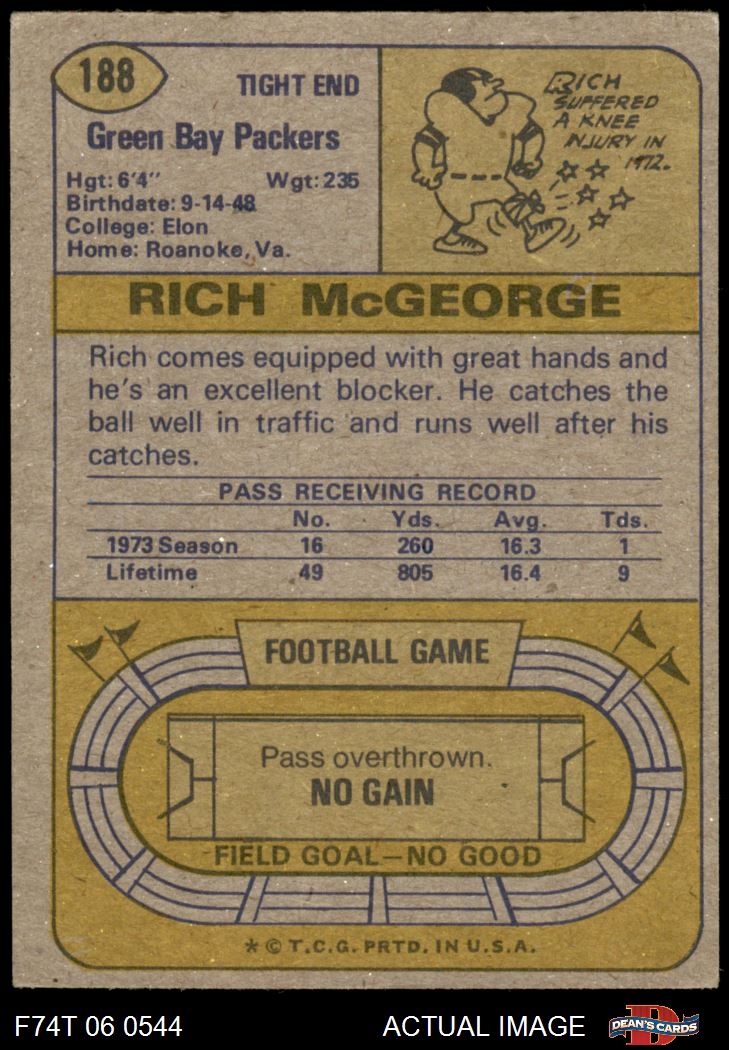 188
TIGHT END
Green Bay Packers
Hgt: 6'4" Wgt: 235
Birthdate: 9-14-48
College: Elon
Home: Roanoke, Va.
RICH
SUFFERED
A KNEE
INJURY IN
1972.
RICH McGEORGE
Rich comes equipped with great hands and
he's an excellent blocker. He catches the
ball well in traffic and runs well after his
catches.
PASS RECEIVING RECORD
No. Yds. Avg. Tds.
1973 Season 16 260 16.3 1
Lifetime 49 805 16.4 9
FOOTBALL GAME
Pass overthrown.
NO GAIN
FIELD GOAL—NO GOOD
* © T.C.G. PRTD. IN U.S.A.
F74T 06 0544 ACTUAL IMAGE D DEAN'S CARDS